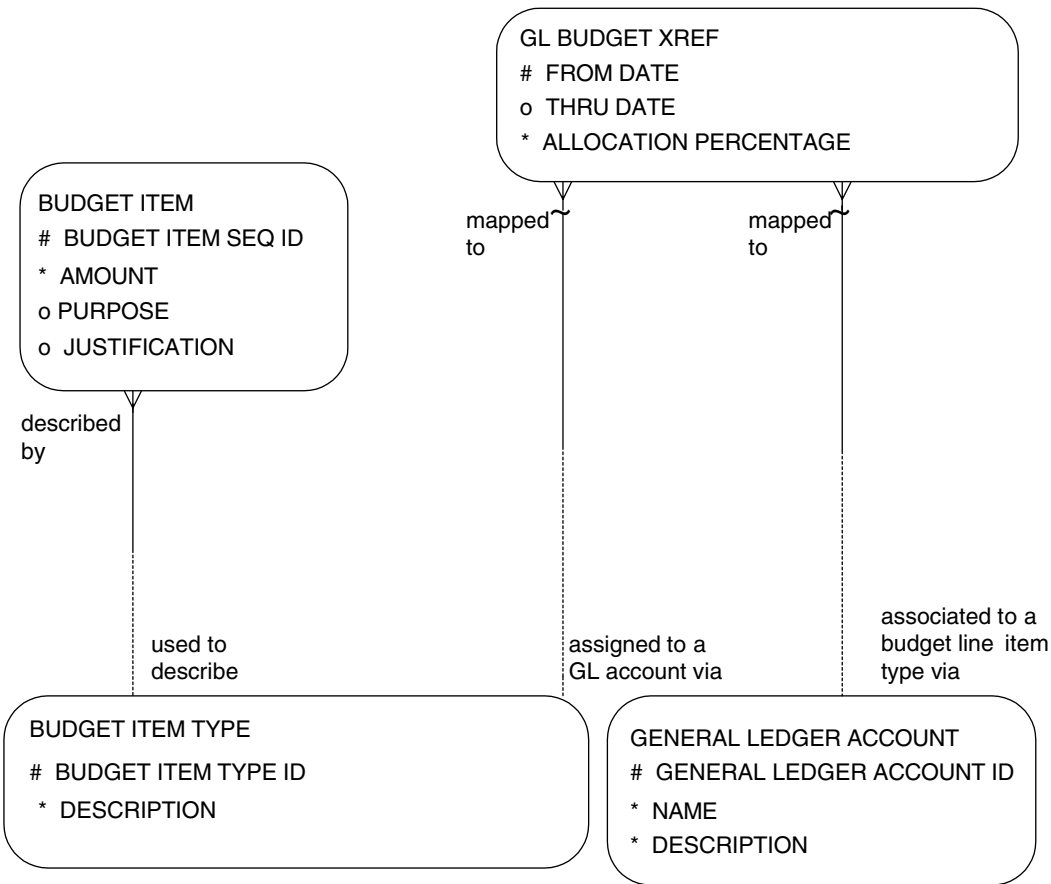 GL BUDGET XREF
# FROM DATE
o THRU DATE
* ALLOCATION PERCENTAGE
BUDGET ITEM
# BUDGET ITEM SEQ ID
* AMOUNT
o PURPOSE
o JUSTIFICATION
mapped
to
mapped
to
described
by
used to
describe
assigned to a
GL account via
associated to a
budget line item
type via
BUDGET ITEM TYPE
# BUDGET ITEM TYPE ID
* DESCRIPTION
GENERAL LEDGER ACCOUNT
# GENERAL LEDGER ACCOUNT ID
* NAME
* DESCRIPTION